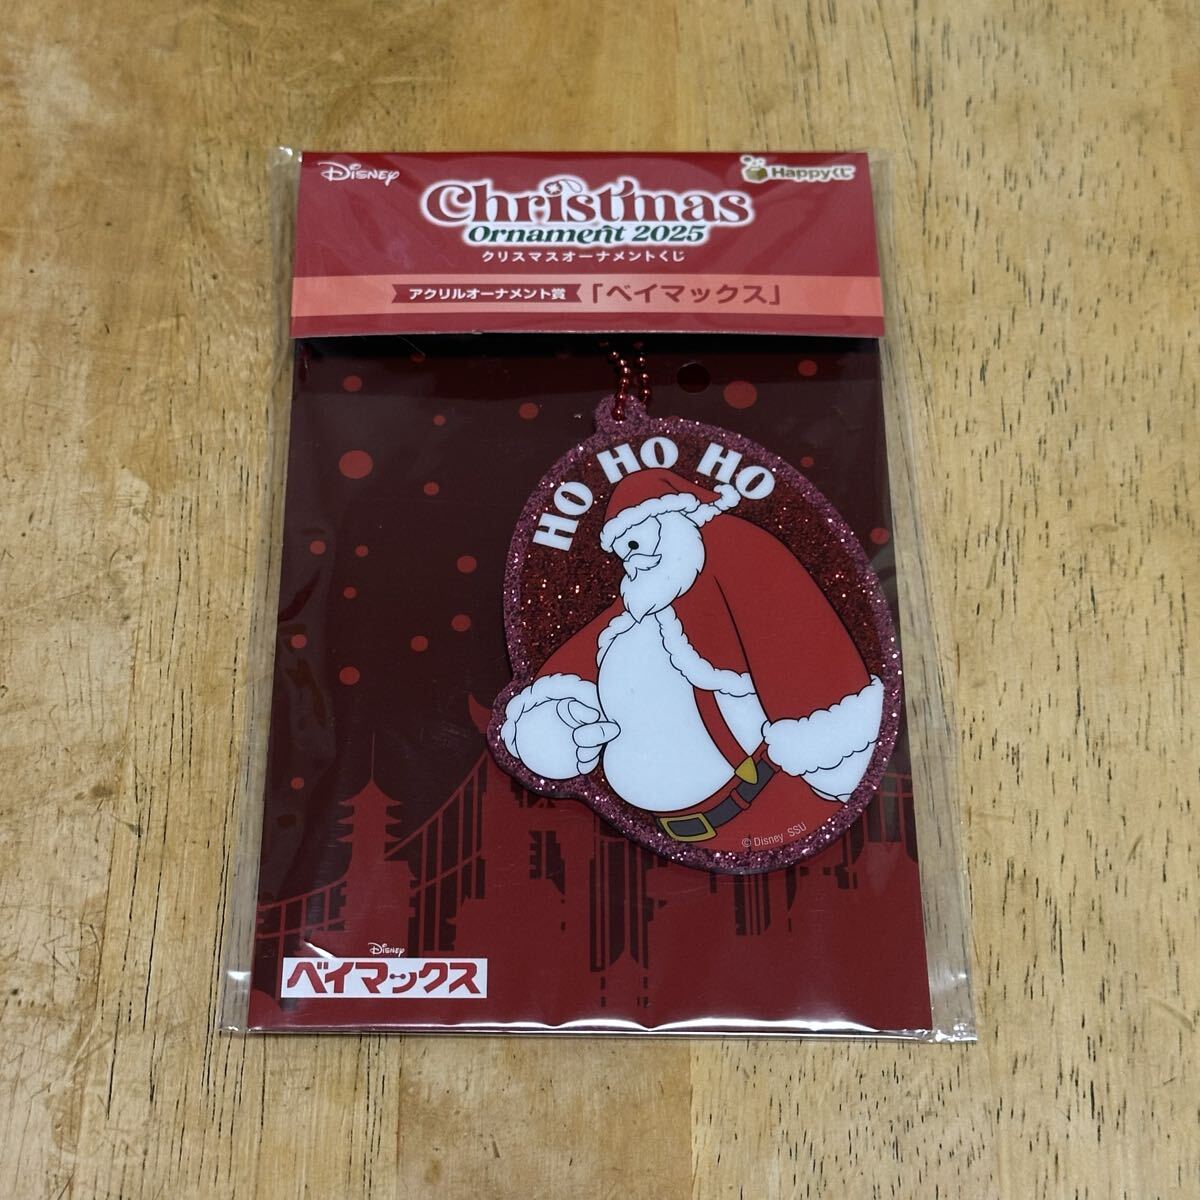 Disney
Happyくじ
Christmas
Ornament 2025
クリスマスオーナメントくじ
アクリルオーナメント賞 「ベイマックス」
HO HO HO
© Disney SSU
Disney
ベイマックス